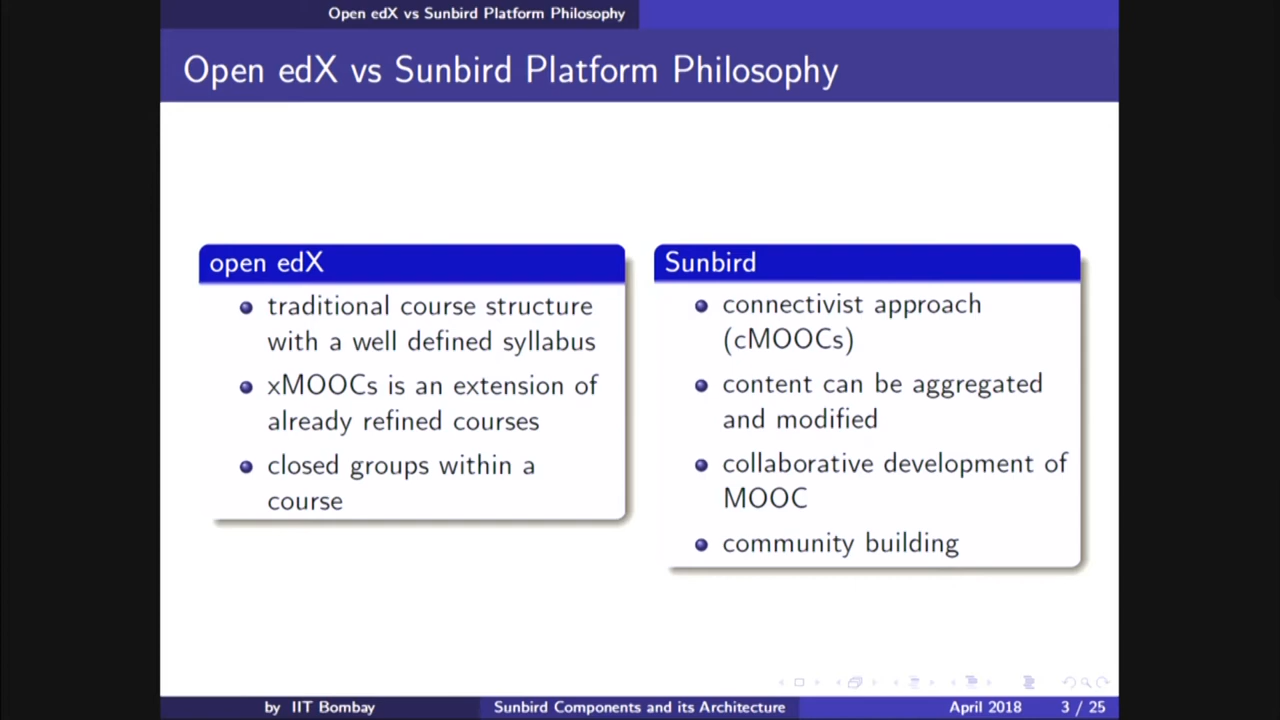 Open edX vs Sunbird Platform Philosophy
Open edX vs Sunbird Platform Philosophy
open edX
traditional course structure
with a well defined syllabus
xMOOCs is an extension of
already refined courses
closed groups within a
course
Sunbird
connectivist approach
(cMOOCs)
content can be aggregated
and modified
collaborative development of
MOOC
community building
by IIT Bombay
Sunbird Components and its Architecture
April 2018
3 / 25